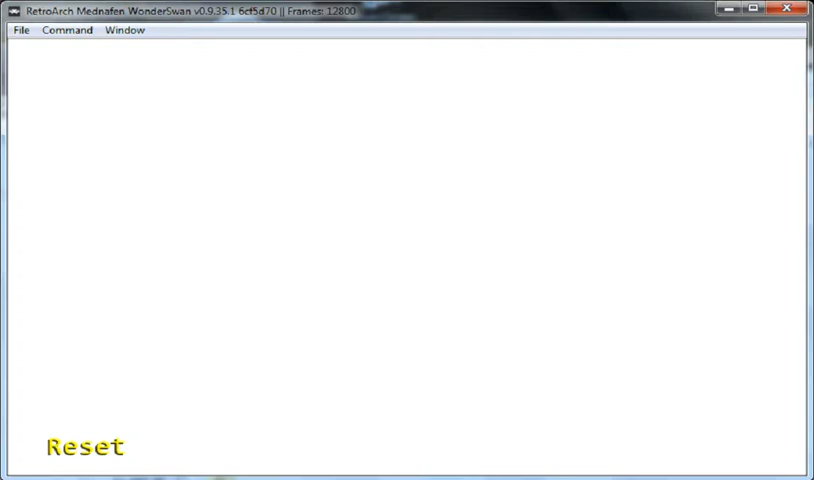 RetroArch Mednafen WonderSwan v0.9.35.1 6cf5d70 || Frames: 12800
File Command Window
Reset